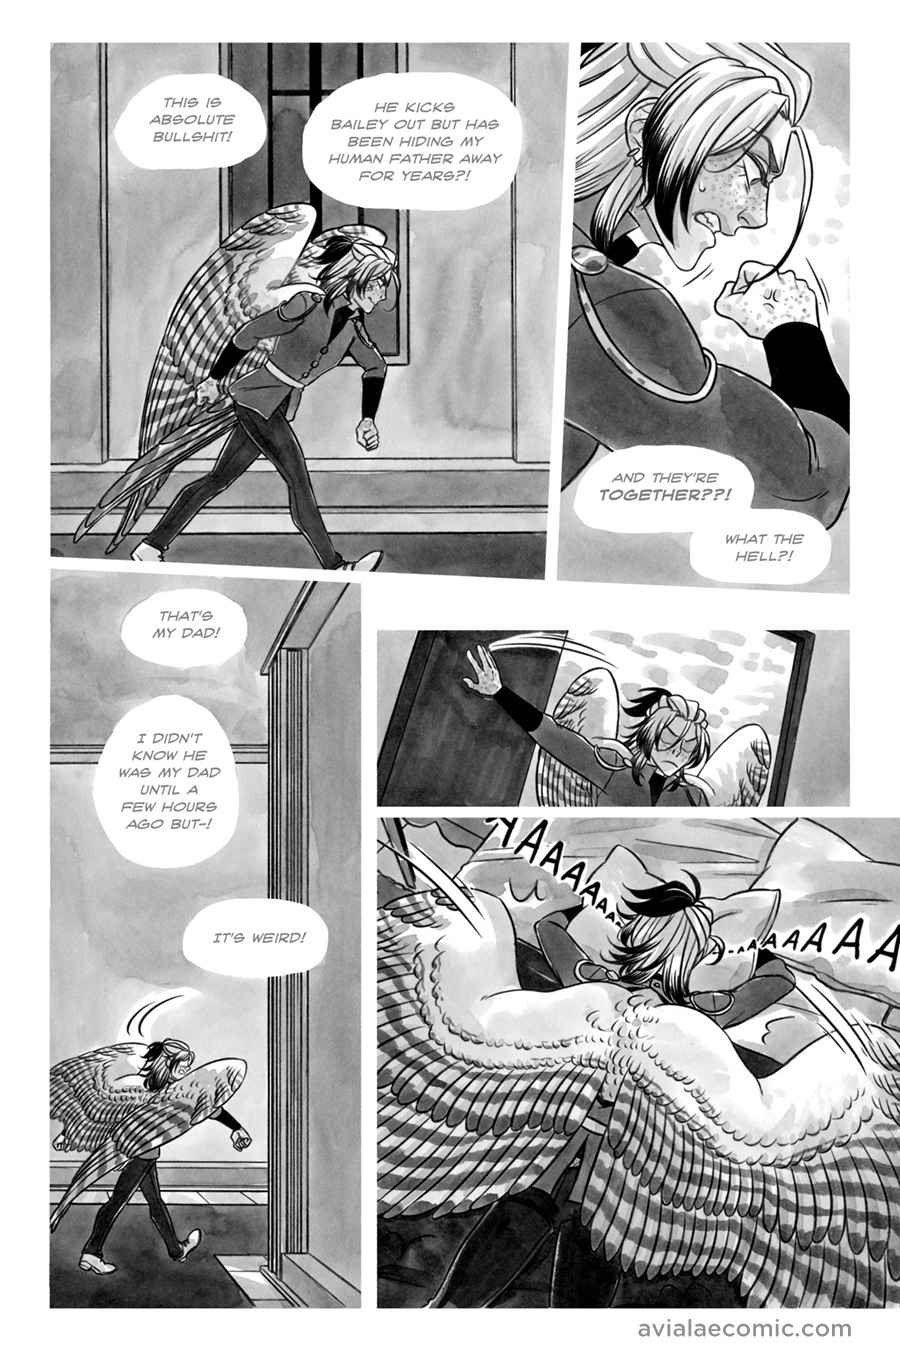 THIS IS
ABSOLUTE
BULLSHIT!
HE KICKS
BAILEY OUT BUT HAS
BEEN HIDING MY
HUMAN FATHER AWAY
FOR YEARS?!
AND THEY'RE
TOGETHER??!
WHAT THE
HELL?!
THAT'S
MY DAD!
I DIDN'T
KNOW HE
WAS MY DAD
UNTIL A
FEW HOURS
AGO BUT-!
IT'S WEIRD!
AAAAAAAA...
...AAAAAAAA
avialaecomic.com